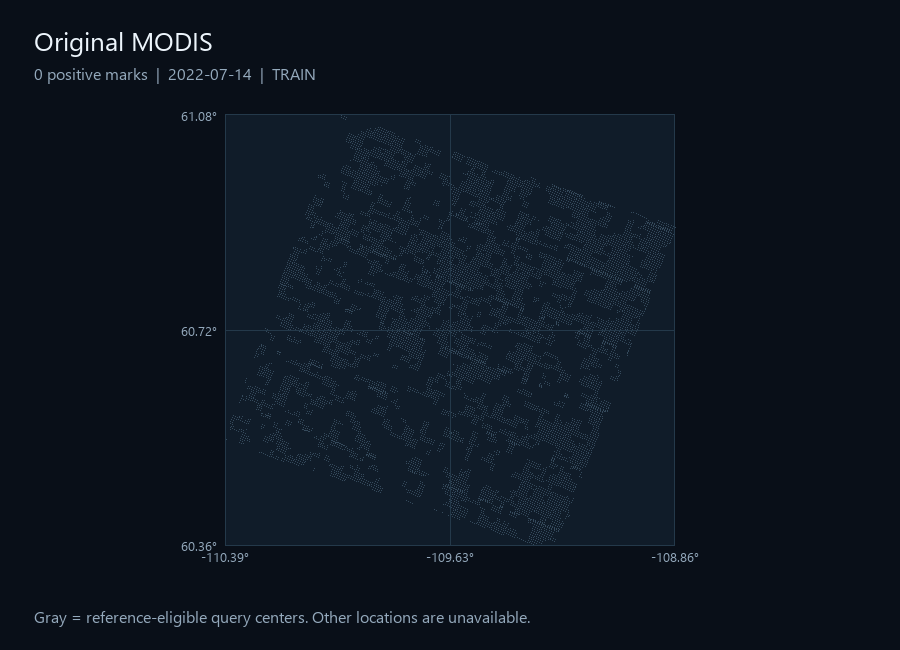 Original MODIS
0 positive marks | 2022-07-14 | TRAIN
61.08°
60.72°
60.36°
-110.39°
-109.63°
-108.86°
Gray = reference-eligible query centers. Other locations are unavailable.